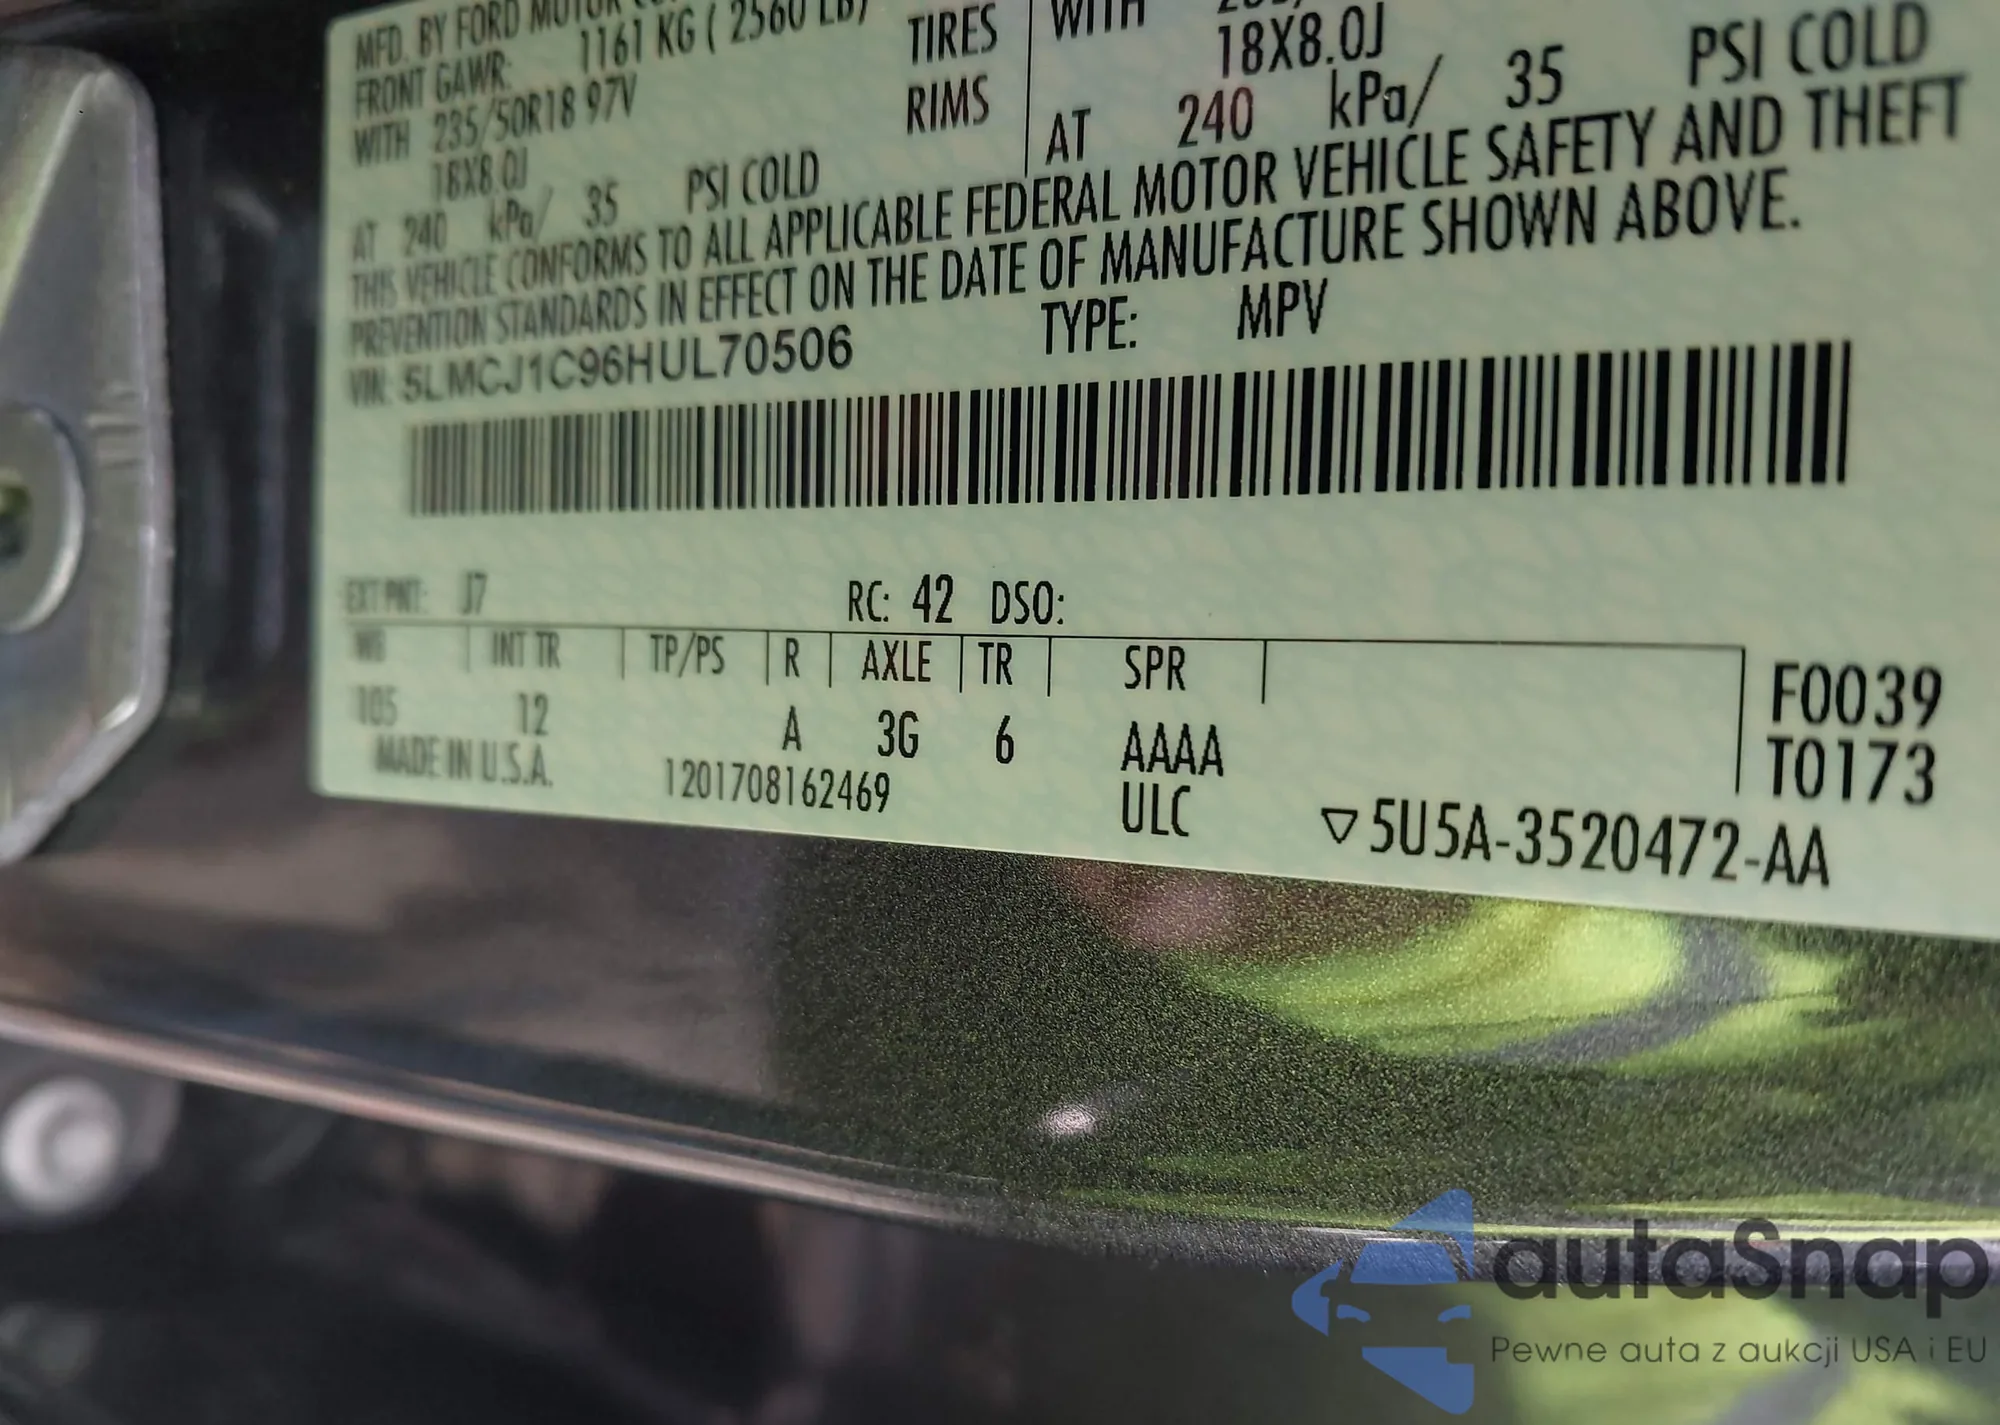 MFD. BY FORD MOTOR
FRONT GAWR: 1161 KG ( 2560 LB)
WITH 235/50R18 97V TIRES
18X8.0J RIMS
AT 240 kPa/ 35 PSI COLD
WITH
18X8.0J
AT 240 kPa/ 35 PSI COLD
THIS VEHICLE CONFORMS TO ALL APPLICABLE FEDERAL MOTOR VEHICLE SAFETY AND THEFT
PREVENTION STANDARDS IN EFFECT ON THE DATE OF MANUFACTURE SHOWN ABOVE.
VIN: 5LMCJ1C96HUL70506 TYPE: MPV
EXT PNT: J7 RC: 42 DSO:
WB INT TR TP/PS R AXLE TR SPR
105 12 A 3G 6 AAAA
F0039
T0173
MADE IN U.S.A. 1201708162469 ULC ▽5U5A-3520472-AA
autoSnap
Pewne auta z aukcji USA i EU